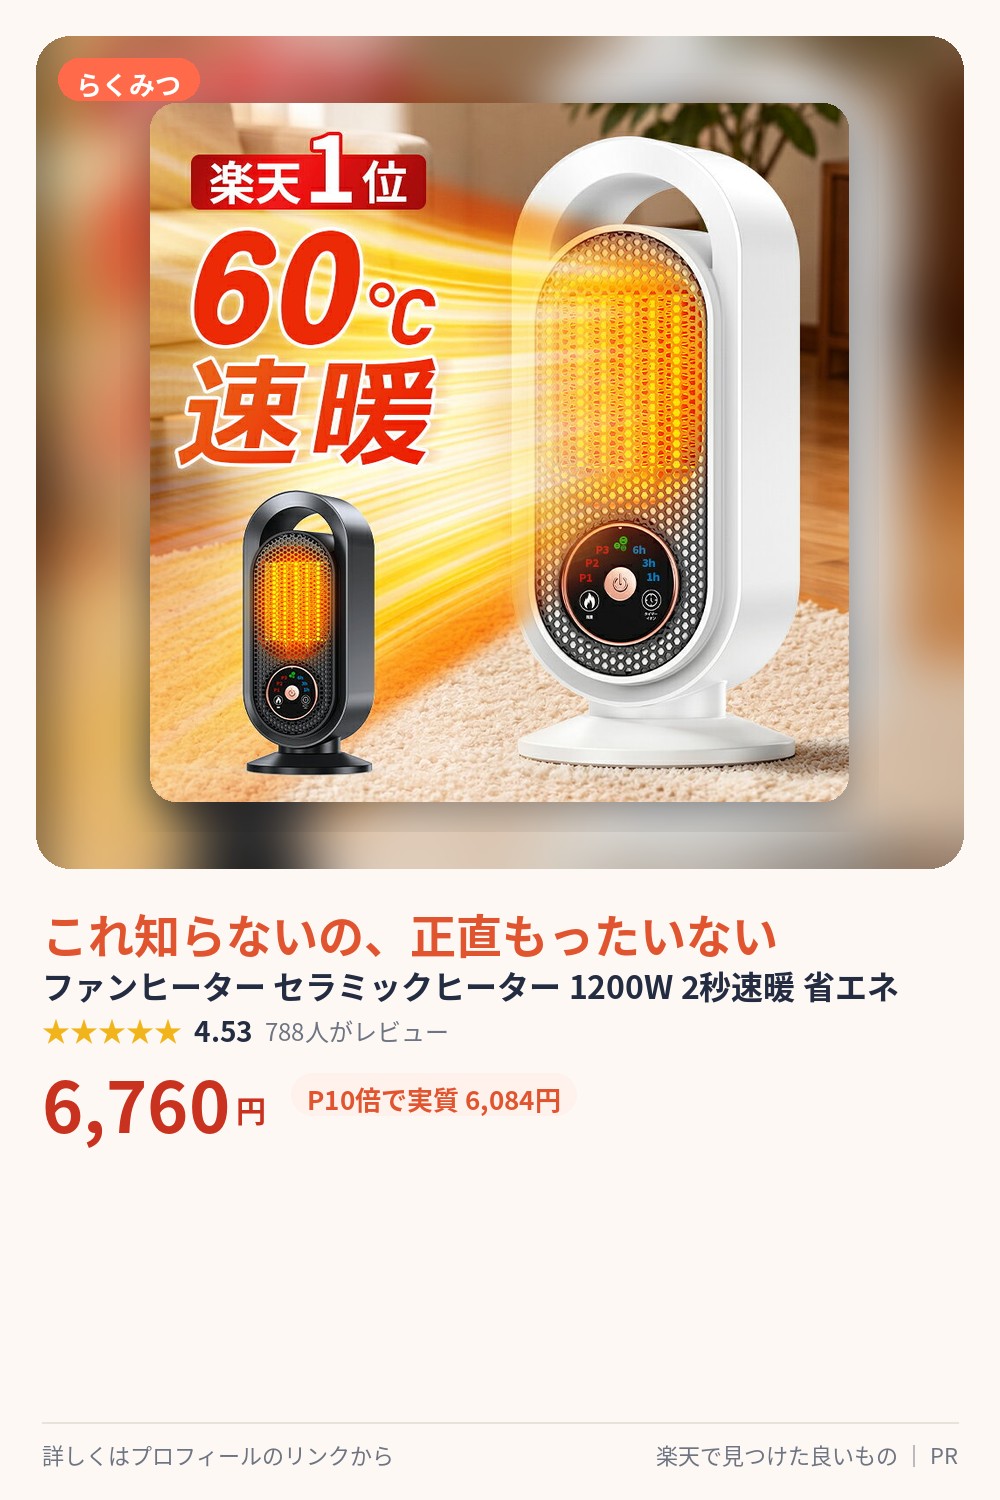 らくみつ
楽天1位
60℃
速暖
P3 6h
P2 3h
P1 1h
これ知らないの、正直もったいない
ファンヒーター セラミックヒーター 1200W 2秒速暖 省エネ
★★★★★ 4.53 788人がレビュー
6,760円 P10倍で実質 6,084円
詳しくはプロフィールのリンクから
楽天で見つけた良いもの | PR